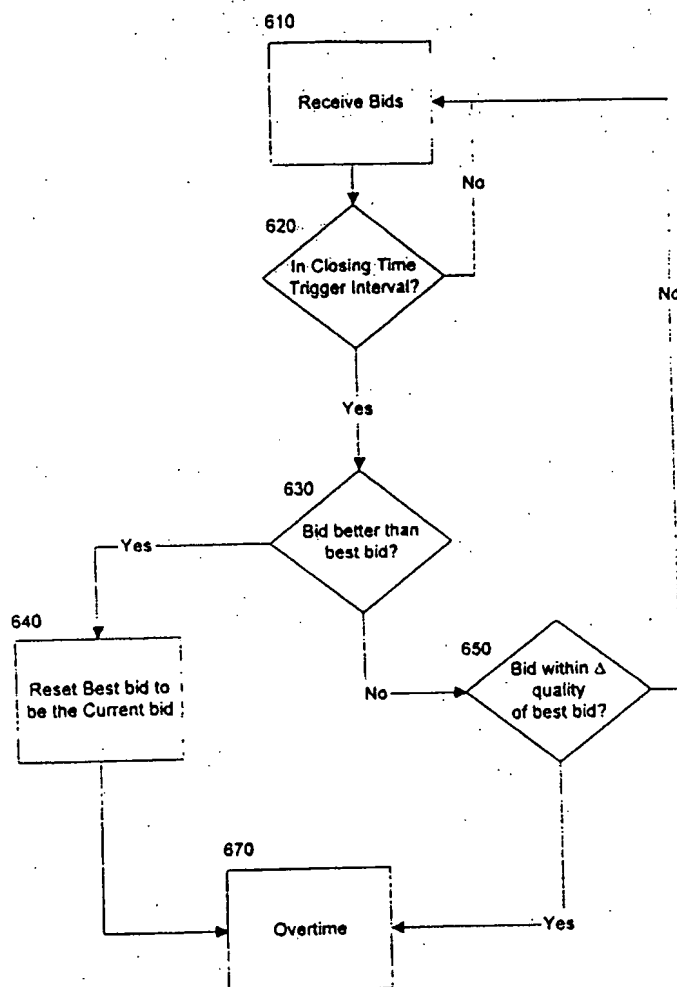 610
Receive Bids
No
620
In Closing Time
Trigger Interval?
No
Yes
630
Bid better than
best bid?
Yes
640
Reset Best bid to
be the Current bid
650
Bid within Δ
quality
of best bid?
No
670
Overtime
Yes